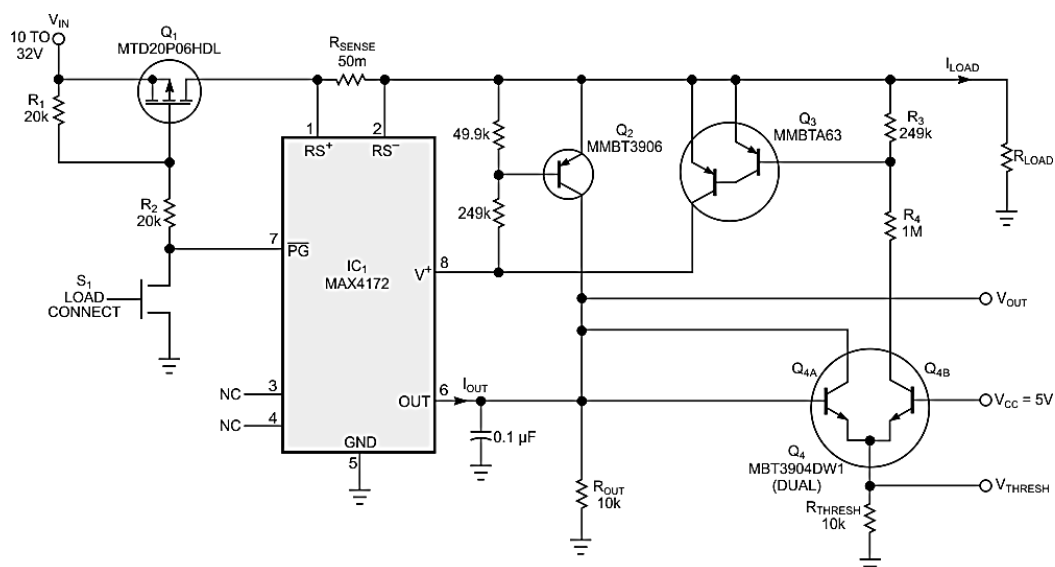 V_IN
10 TO
32V
Q1
MTD20P06HDL
R1
20k
R2
20k
S1
LOAD
CONNECT
RSENSE
50m
1
RS+
2
RS−
7
PG
IC1
MAX4172
V+
8
NC
3
NC
4
OUT
6
IOUT
GND
5
0.1 µF
49.9k
249k
Q2
MMBT3906
Q3
MMBTA63
ILOAD
R3
249k
RLOAD
R4
1M
VOUT
Q4A
Q4B
VCC = 5V
Q4
MBT3904DW1
(DUAL)
VTHRESH
ROUT
10k
RTHRESH
10k